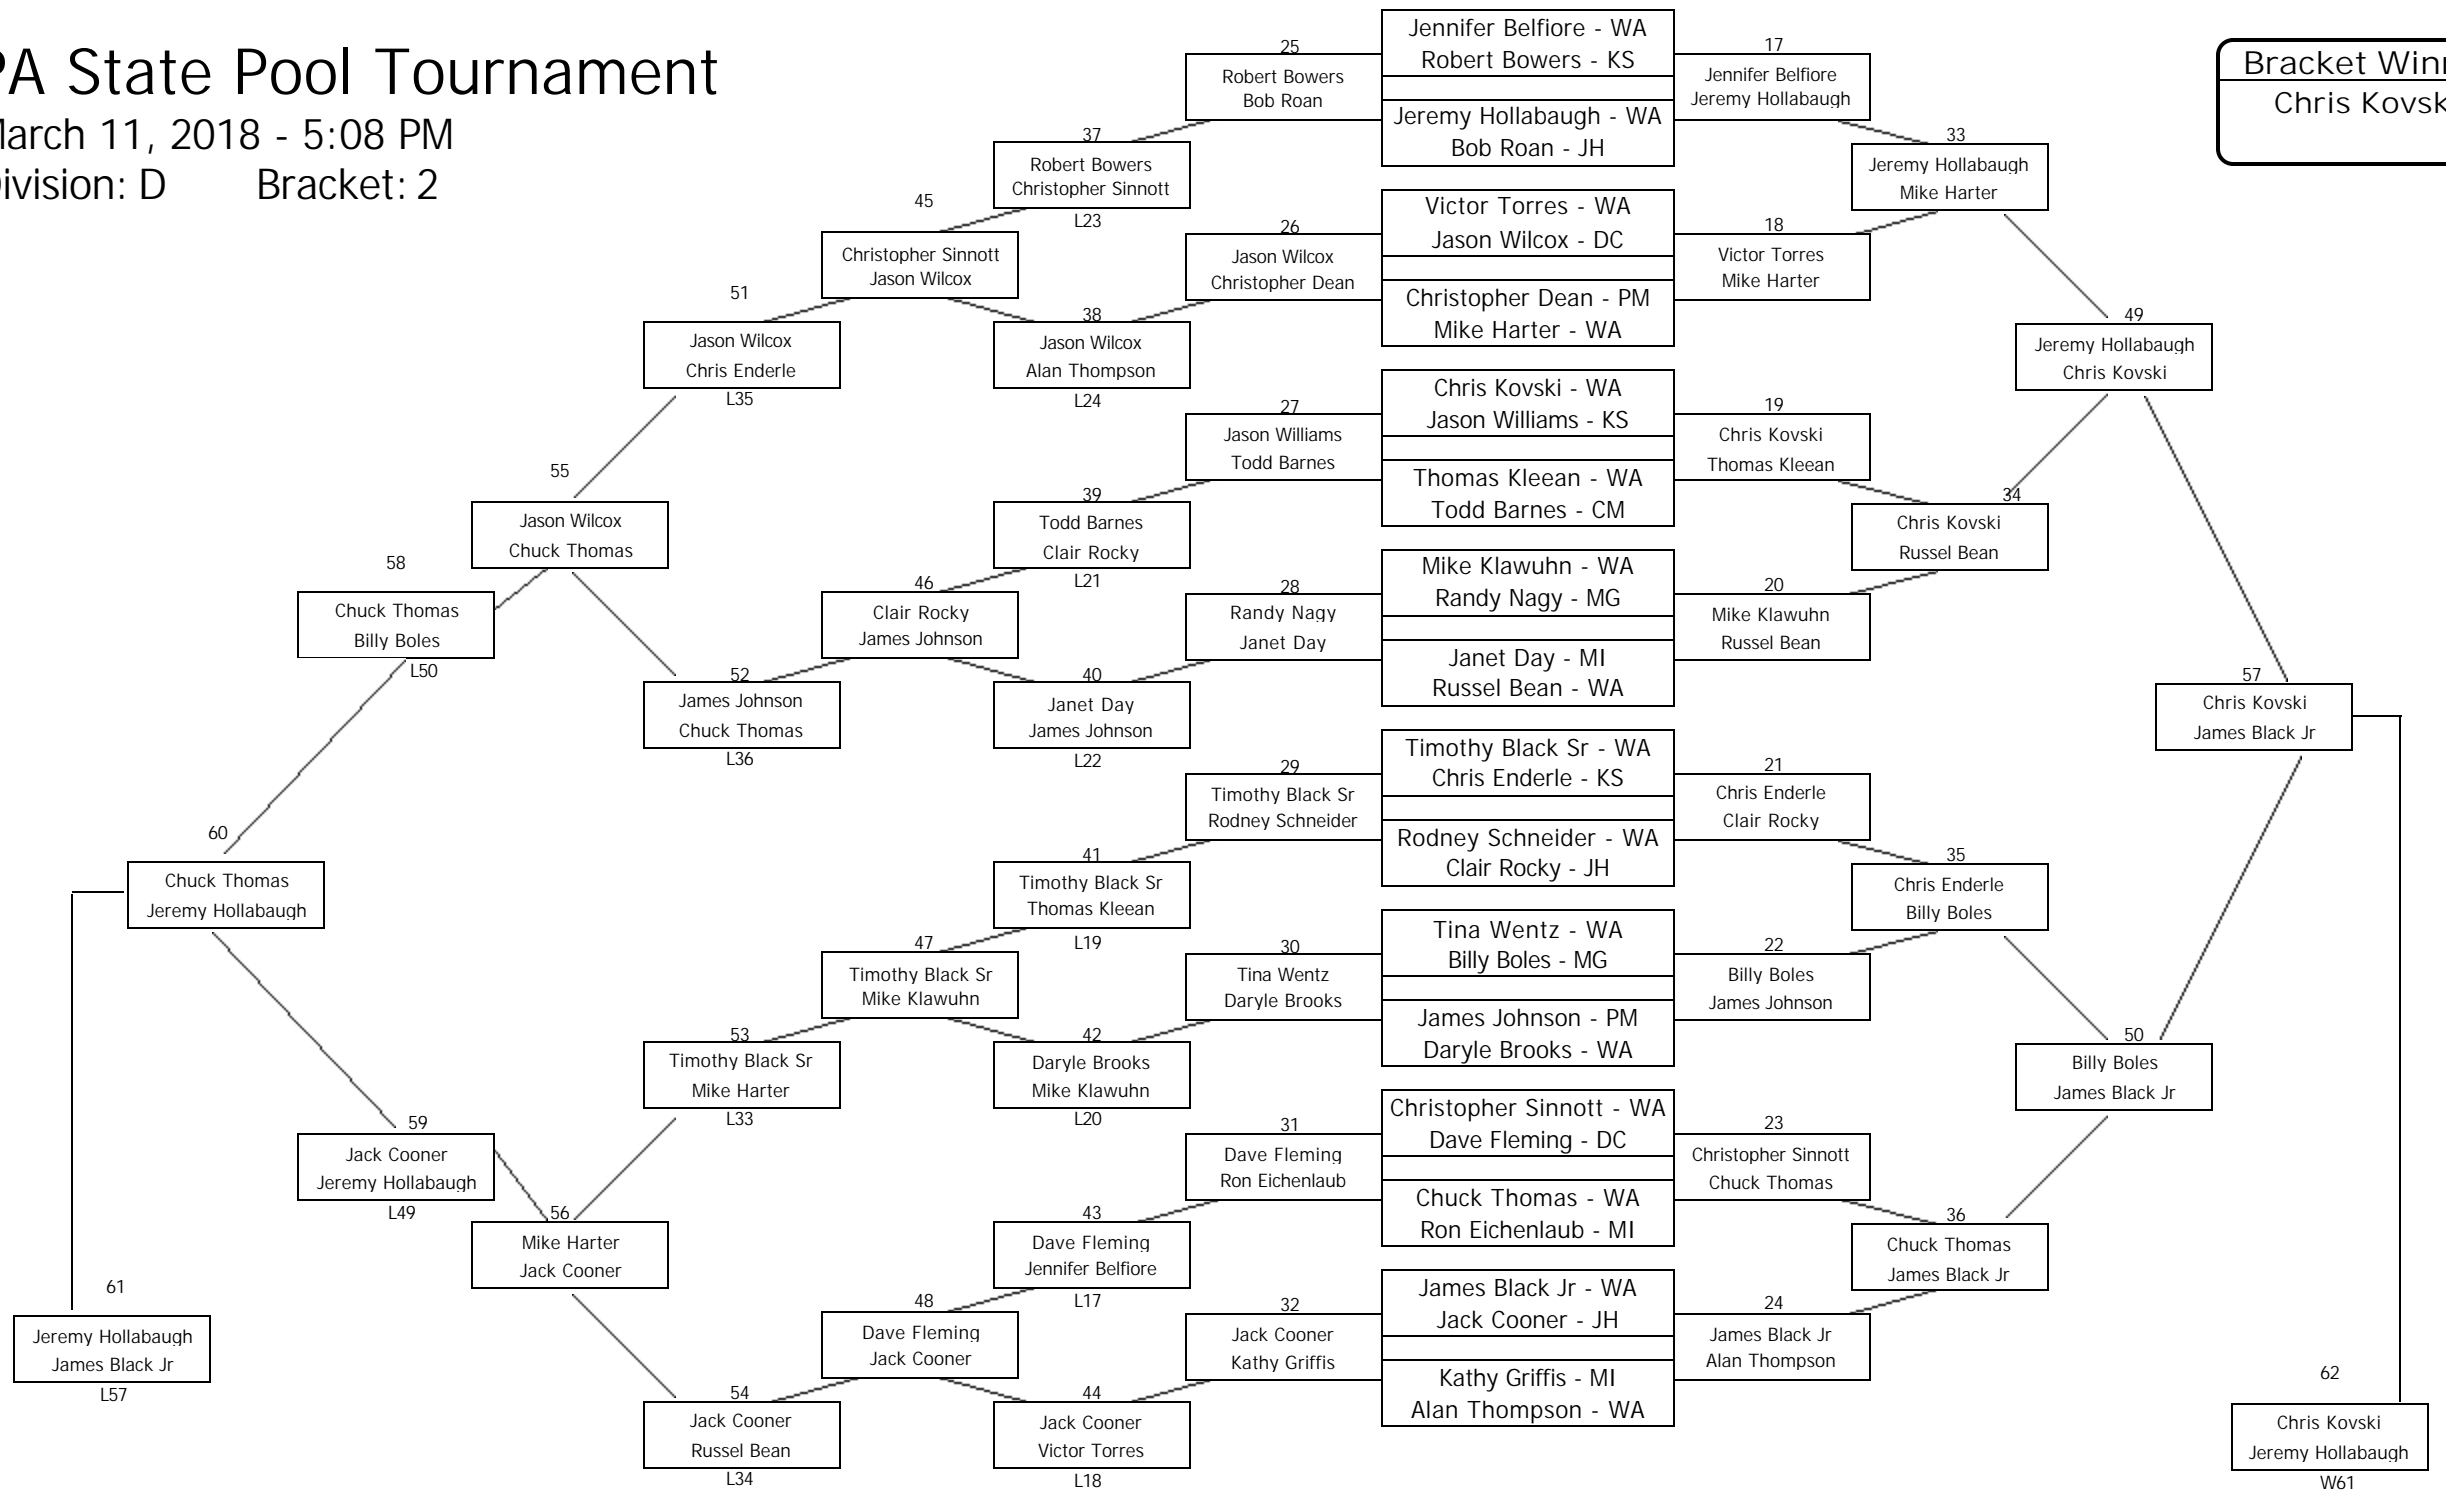 PA State Pool Tournament
March 11, 2018 - 5:08 PM
Division: D Bracket: 2
Bracket Winn
Chris Kovsk
Jennifer Belfiore - WA
Robert Bowers - KS
Jeremy Hollabaugh - WA
Bob Roan - JH
Victor Torres - WA
Jason Wilcox - DC
Christopher Dean - PM
Mike Harter - WA
Chris Kovski - WA
Jason Williams - KS
Thomas Kleean - WA
Todd Barnes - CM
Mike Klawuhn - WA
Randy Nagy - MG
Janet Day - MI
Russel Bean - WA
Timothy Black Sr - WA
Chris Enderle - KS
Rodney Schneider - WA
Clair Rocky - JH
Tina Wentz - WA
Billy Boles - MG
James Johnson - PM
Daryle Brooks - WA
Christopher Sinnott - WA
Dave Fleming - DC
Chuck Thomas - WA
Ron Eichenlaub - MI
James Black Jr - WA
Jack Cooner - JH
Kathy Griffis - MI
Alan Thompson - WA
17
Jennifer Belfiore
Jeremy Hollabaugh
18
Victor Torres
Mike Harter
19
Chris Kovski
Thomas Kleean
20
Mike Klawuhn
Russel Bean
21
Chris Enderle
Clair Rocky
22
Billy Boles
James Johnson
23
Christopher Sinnott
Chuck Thomas
24
James Black Jr
Alan Thompson
25
Robert Bowers
Bob Roan
26
Jason Wilcox
Christopher Dean
27
Jason Williams
Todd Barnes
28
Randy Nagy
Janet Day
29
Timothy Black Sr
Rodney Schneider
30
Tina Wentz
Daryle Brooks
31
Dave Fleming
Ron Eichenlaub
32
Jack Cooner
Kathy Griffis
33
Jeremy Hollabaugh
Mike Harter
34
Chris Kovski
Russel Bean
35
Chris Enderle
Billy Boles
36
Chuck Thomas
James Black Jr
37
Robert Bowers
Christopher Sinnott
L23
38
Jason Wilcox
Alan Thompson
L24
39
Todd Barnes
Clair Rocky
L21
40
Janet Day
James Johnson
L22
41
Timothy Black Sr
Thomas Kleean
L19
42
Daryle Brooks
Mike Klawuhn
L20
43
Dave Fleming
Jennifer Belfiore
L17
44
Jack Cooner
Victor Torres
L18
45
Christopher Sinnott
Jason Wilcox
46
Clair Rocky
James Johnson
47
Timothy Black Sr
Mike Klawuhn
48
Dave Fleming
Jack Cooner
49
Jeremy Hollabaugh
Chris Kovski
50
Billy Boles
James Black Jr
51
Jason Wilcox
Chris Enderle
L35
52
James Johnson
Chuck Thomas
L36
53
Timothy Black Sr
Mike Harter
L33
54
Jack Cooner
Russel Bean
L34
55
Jason Wilcox
Chuck Thomas
56
Mike Harter
Jack Cooner
57
Chris Kovski
James Black Jr
58
Chuck Thomas
Billy Boles
L50
59
Jack Cooner
Jeremy Hollabaugh
L49
60
Chuck Thomas
Jeremy Hollabaugh
61
Jeremy Hollabaugh
James Black Jr
L57
62
Chris Kovski
Jeremy Hollabaugh
W61